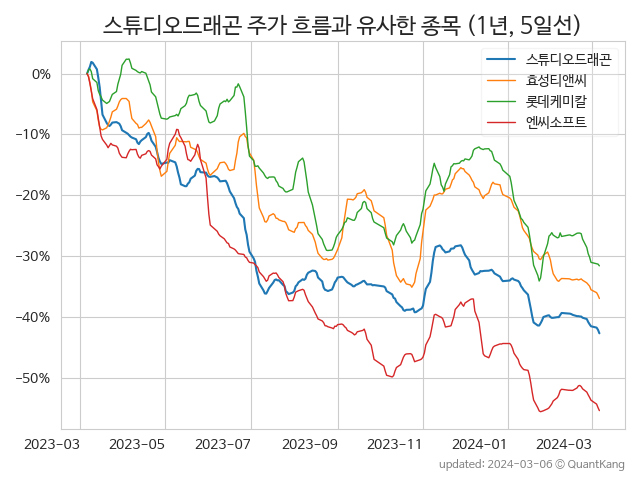 스튜디오드래곤 주가 흐름과 유사한 종목 (1년, 5일선)
스튜디오드래곤
효성티앤씨
롯데케미칼
엔씨소프트
0%
−10%
−20%
−30%
−40%
−50%
2023−03 2023−05 2023−07 2023−09 2023−11 2024−01 2024−03
updated: 2024-03-06 © QuantKang